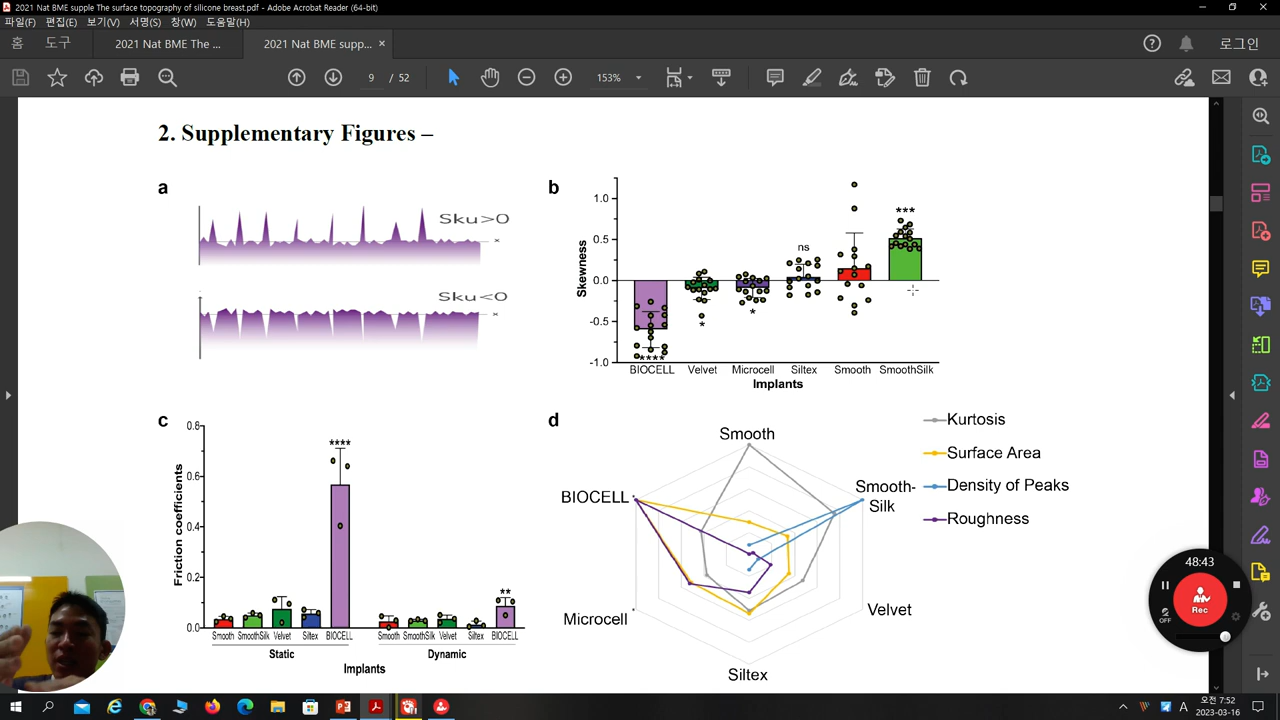 2021 Nat BME supple The surface topography of silicone breast.pdf - Adobe Acrobat Reader (64-bit)
파일(F) 편집(E) 보기(V) 서명(S) 창(W) 도움말(H)
홈 도구 2021 Nat BME The ... 2021 Nat BME supp... × 로그인
9 / 52 153%
2. Supplementary Figures –
a
Sku>0
x
Sku<0
x
b
Skewness
1.0
0.5
0.0
-0.5
-1.0
****
*
*
ns
***
BIOCELL Velvet Microcell Siltex Smooth SmoothSilk
Implants
c
Friction coefficients
0.8
0.6
0.4
0.2
0.0
****
**
Smooth SmoothSilk Velvet Siltex BIOCELL Smooth SmoothSilk Velvet Siltex BIOCELL
Static Dynamic
Implants
d
Smooth
Smooth-
Silk
Velvet
Siltex
Microcell
BIOCELL
Kurtosis
Surface Area
Density of Peaks
Roughness
48:43
Rec
OFF
A 오전 7:52
2023-03-16